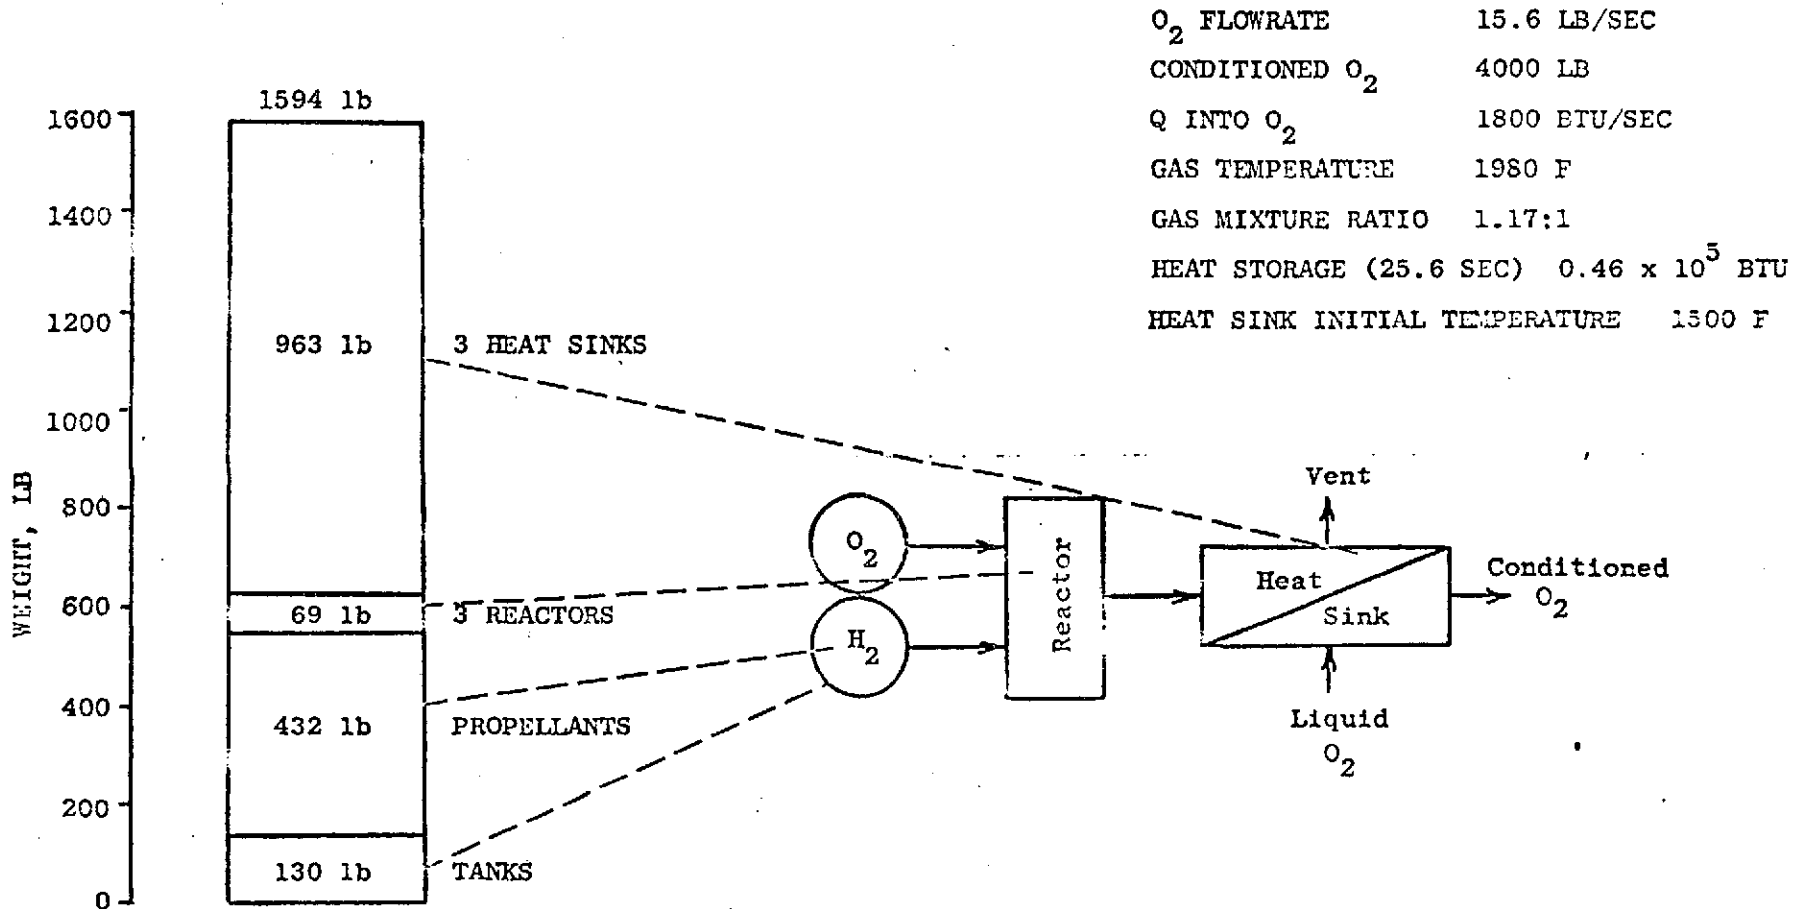 O2 FLOWRATE 15.6 LB/SEC
CONDITIONED O2 4000 LB
Q INTO O2 1800 BTU/SEC
GAS TEMPERATURE 1980 F
GAS MIXTURE RATIO 1.17:1
HEAT STORAGE (25.6 SEC) 0.46 x 10^5 BTU
HEAT SINK INITIAL TEMPERATURE 1500 F
1594 lb
1600
1400
1200
1000
800
600
400
200
0
WEIGHT, LB
963 lb
69 lb
432 lb
130 lb
3 HEAT SINKS
3 REACTORS
PROPELLANTS
TANKS
O2
H2
Reactor
Vent
Heat
Sink
Conditioned
O2
Liquid
O2